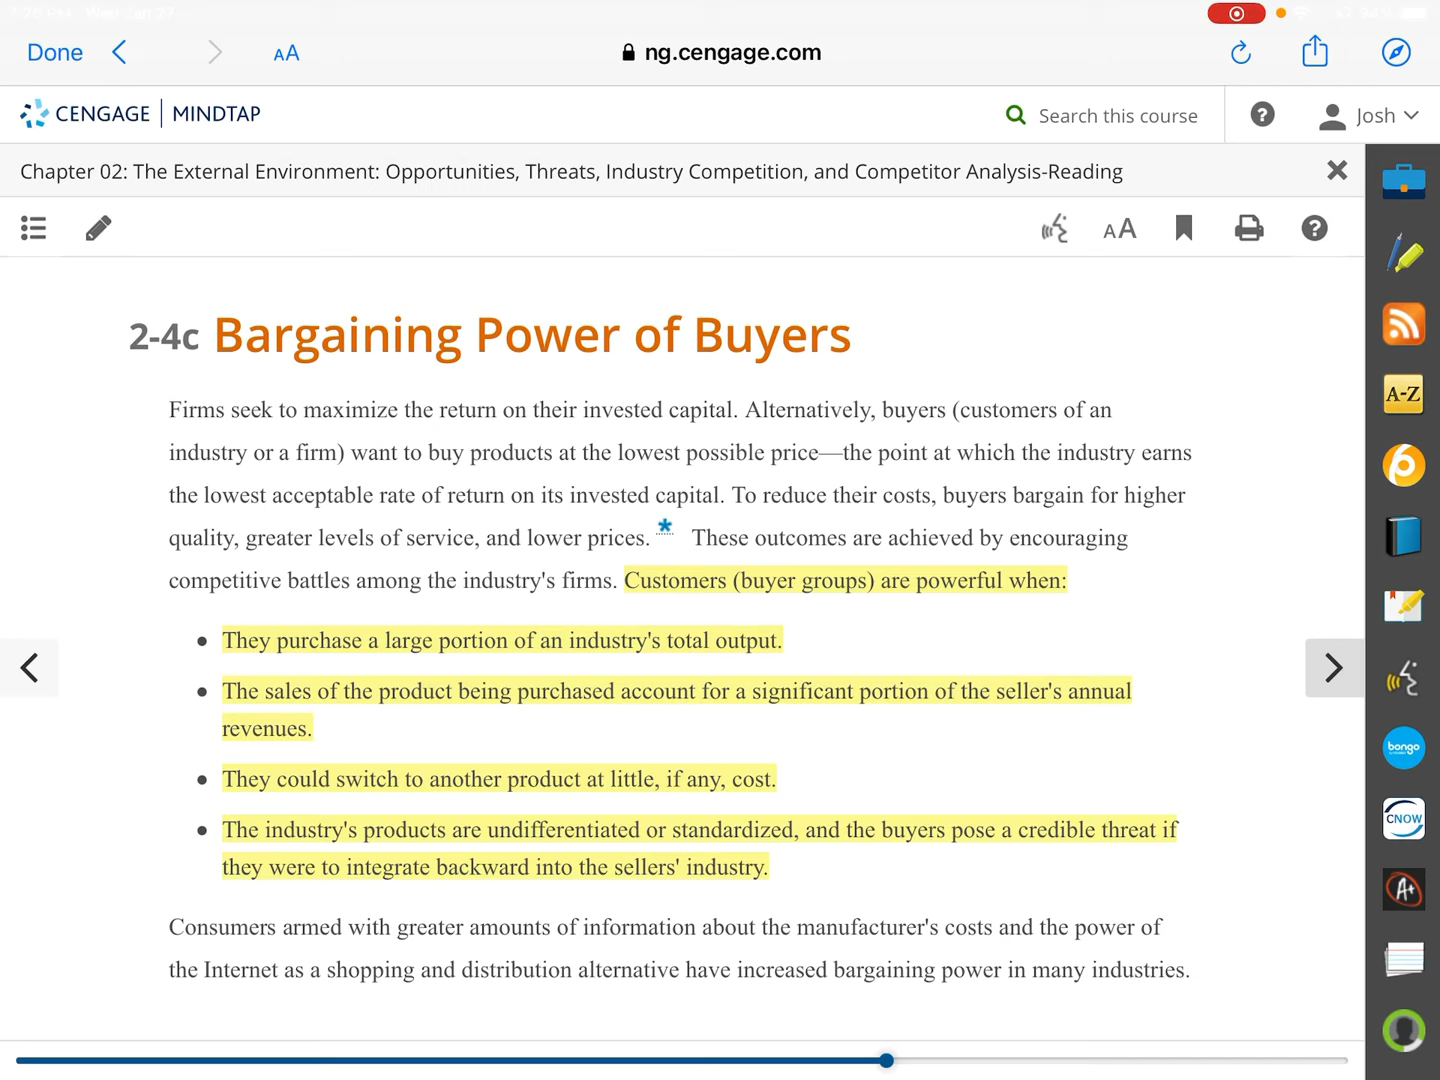 Done
AA
ng.cengage.com
CENGAGE | MINDTAP
Search this course
?
Josh
Chapter 02: The External Environment: Opportunities, Threats, Industry Competition, and Competitor Analysis-Reading
AA
?
A-Z
2-4c Bargaining Power of Buyers
Firms seek to maximize the return on their invested capital. Alternatively, buyers (customers of an
industry or a firm) want to buy products at the lowest possible price—the point at which the industry earns
the lowest acceptable rate of return on its invested capital. To reduce their costs, buyers bargain for higher
quality, greater levels of service, and lower prices. * These outcomes are achieved by encouraging
competitive battles among the industry's firms. Customers (buyer groups) are powerful when:
• They purchase a large portion of an industry's total output.
• The sales of the product being purchased account for a significant portion of the seller's annual
revenues.
• They could switch to another product at little, if any, cost.
• The industry's products are undifferentiated or standardized, and the buyers pose a credible threat if
they were to integrate backward into the sellers' industry.
Consumers armed with greater amounts of information about the manufacturer's costs and the power of
the Internet as a shopping and distribution alternative have increased bargaining power in many industries.
bongo
CNOW
A+